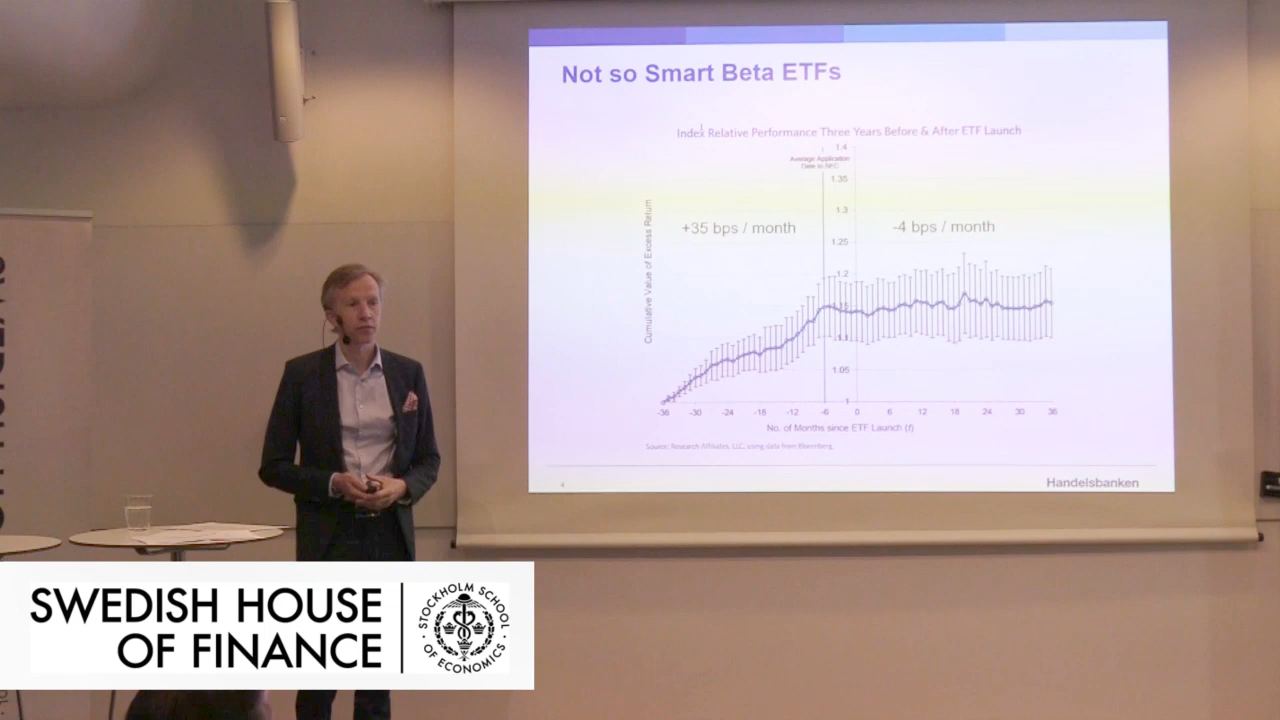 Not so Smart Beta ETFs
Index Relative Performance Three Years Before & After ETF Launch
Average Application
Date to SEC
1.4
1.35
1.3
1.25
1.2
1.15
1.1
1.05
1
+35 bps / month
-4 bps / month
Cumulative Value of Excess Return
-36 -30 -24 -18 -12 -6 0 6 12 18 24 30 36
No. of Months since ETF Launch (t)
Source: Research Affiliates, LLC, using data from Bloomberg.
4
Handelsbanken
SWEDISH HOUSE
OF FINANCE
STOCKHOLM SCHOOL
· OF ECONOMICS ·